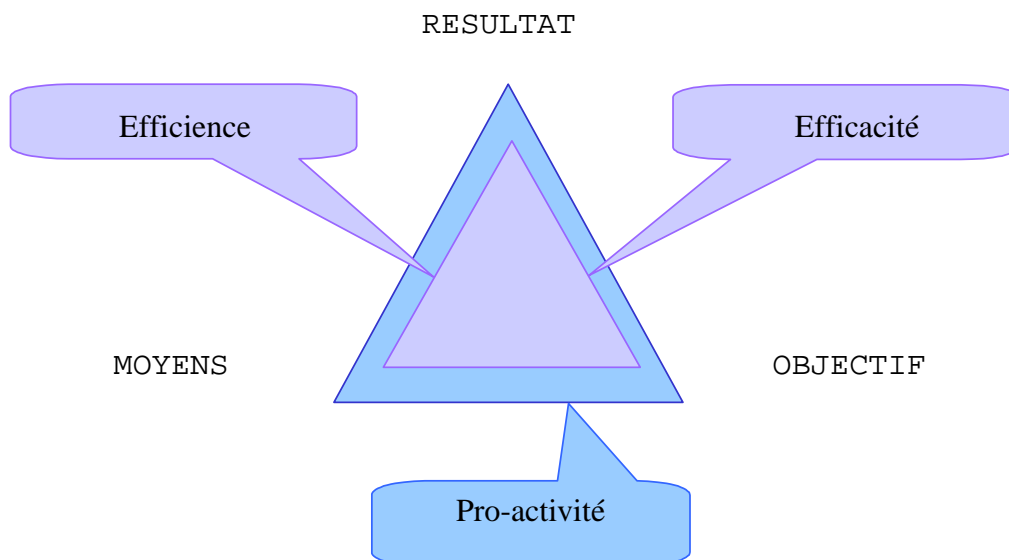 RESULTAT
Efficience
Efficacité
MOYENS
OBJECTIF
Pro-activité